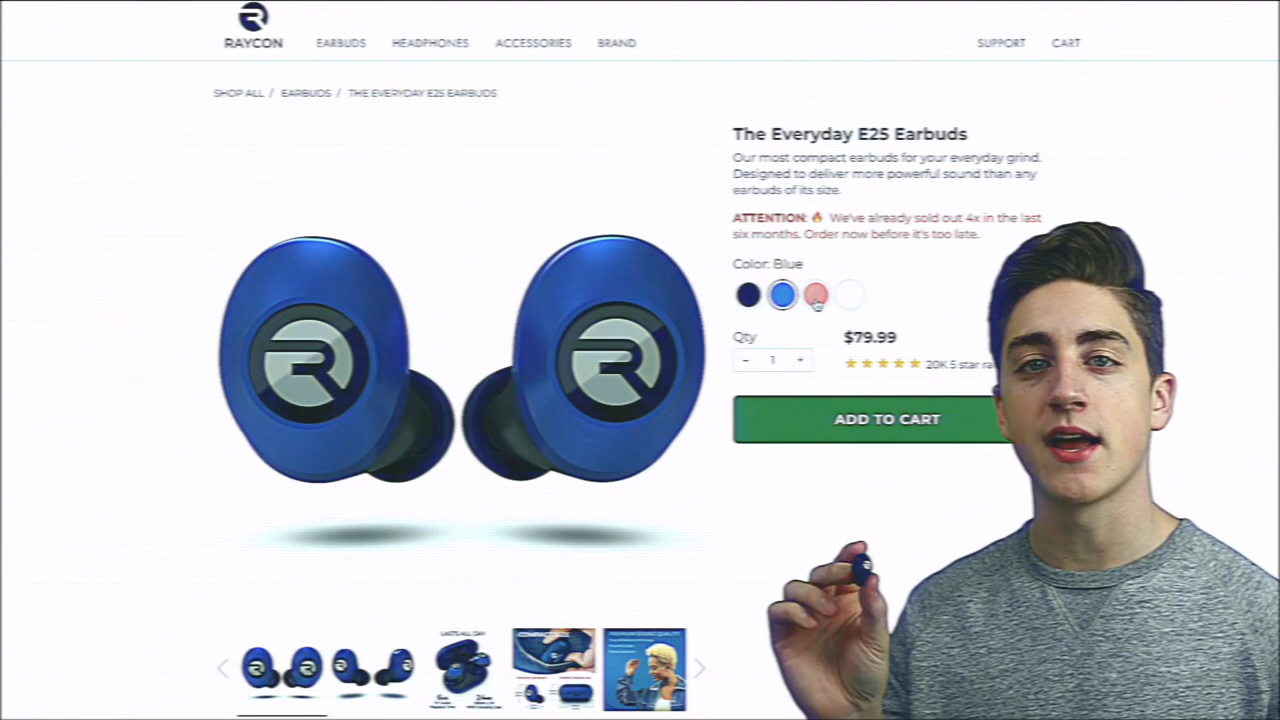 RAYCON
EARBUDS
HEADPHONES
ACCESSORIES
BRAND
SUPPORT
CART
SHOP ALL / EARBUDS / THE EVERYDAY E25 EARBUDS
The Everyday E25 Earbuds
Our most compact earbuds for your everyday grind.
Designed to deliver more powerful sound than any
earbuds of its size.
ATTENTION: 🔥 We've already sold out 4x in the last
six months. Order now before it's too late.
Color: Blue
Qty
$79.99
- 1 +
20K 5 star
ADD TO CART
LASTS ALL DAY
PREMIUM SOUND QUALITY